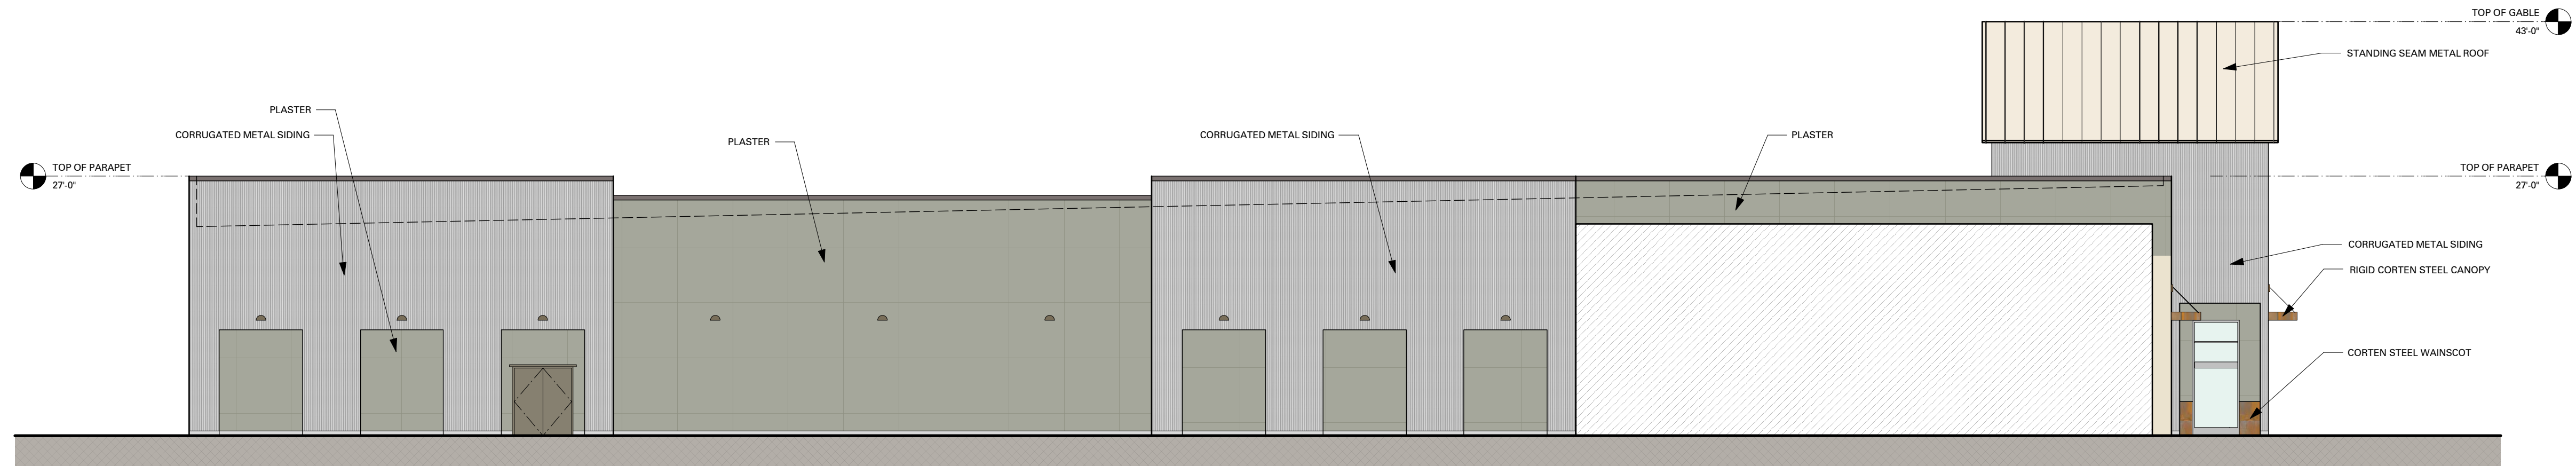 TOP OF GABLE
43'-0"
STANDING SEAM METAL ROOF
PLASTER
CORRUGATED METAL SIDING
PLASTER
CORRUGATED METAL SIDING
PLASTER
TOP OF PARAPET
27'-0"
TOP OF PARAPET
27'-0"
CORRUGATED METAL SIDING
RIGID CORTEN STEEL CANOPY
CORTEN STEEL WAINSCOT